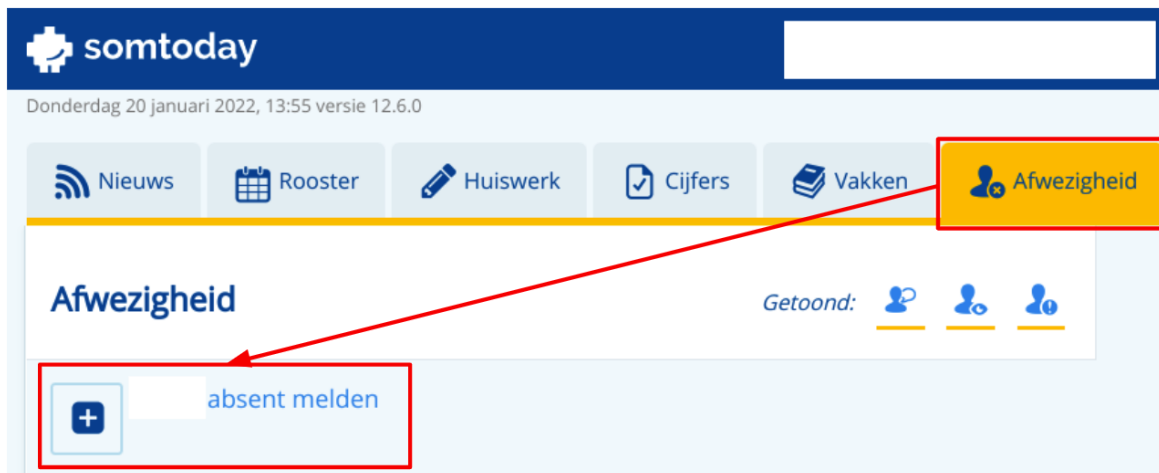 somtoday
Donderdag 20 januari 2022, 13:55 versie 12.6.0
Nieuws Rooster Huiswerk Cijfers Vakken Afwezigheid
Afwezigheid Getoond:
absent melden